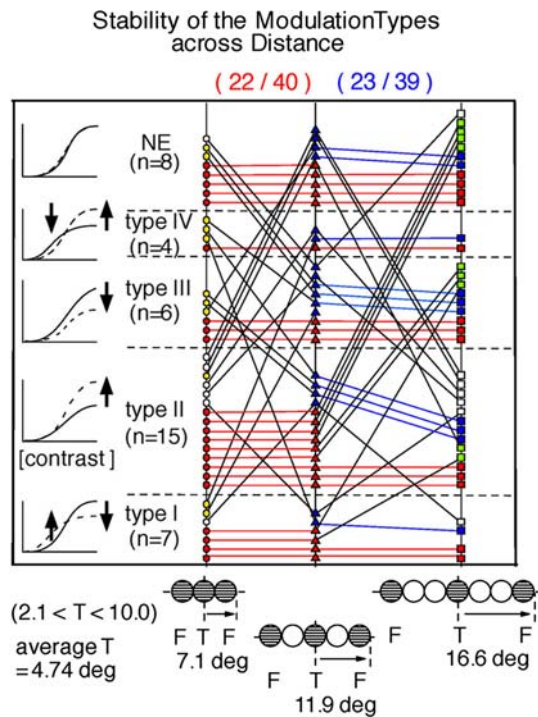 Stability of the ModulationTypes
across Distance
( 22 / 40 ) ( 23 / 39 )
NE
(n=8)
type IV
(n=4)
type III
(n=6)
type II
(n=15)
[contrast ]
type I
(n=7)
(2.1 < T < 10.0)
average T
= 4.74 deg
F T F
7.1 deg
F T F
11.9 deg
F T F
16.6 deg